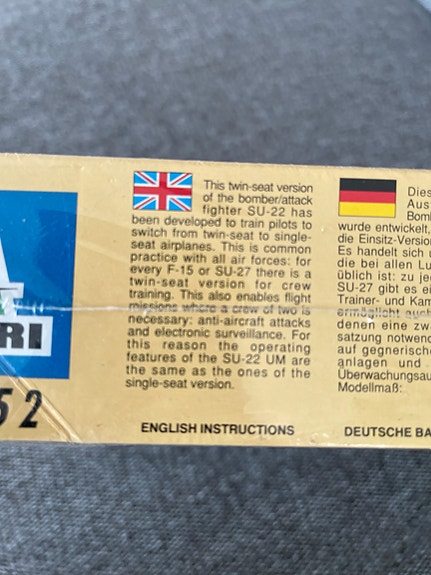 This twin-seat version
of the bomber/attack
fighter SU-22 has
been developed to train pilots to
switch from twin-seat to single-
seat airplanes. This is common
practice with all air forces: for
every F-15 or SU-27 there is a
twin-seat version for crew
training. This also enables flight
missions where a crew of two is
necessary: anti-aircraft attacks
and electronic surveillance. For
this reason the operating
features of the SU-22 UM are
the same as the ones of the
single-seat version.
ENGLISH INSTRUCTIONS
Dies
Aus
Bomb
wurde entwickelt,
die Einsitz-Version
Es handelt sich u
die bei allen Lu
üblich ist: zu je
SU-27 gibt es ei
Trainer- und Kam
ermöglicht auch
denen eine zw
satzung notwend
auf gegnerisch
anlagen und
Überwachungsau
Modellmaß:
DEUTSCHE BA
RI
52